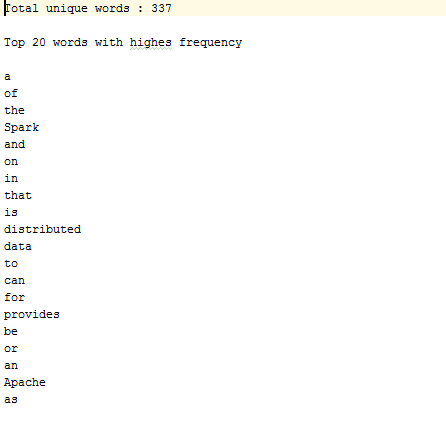 Total unique words : 337
Top 20 words with highes frequency
a
of
the
Spark
and
on
in
that
is
distributed
data
to
can
for
provides
be
or
an
Apache
as